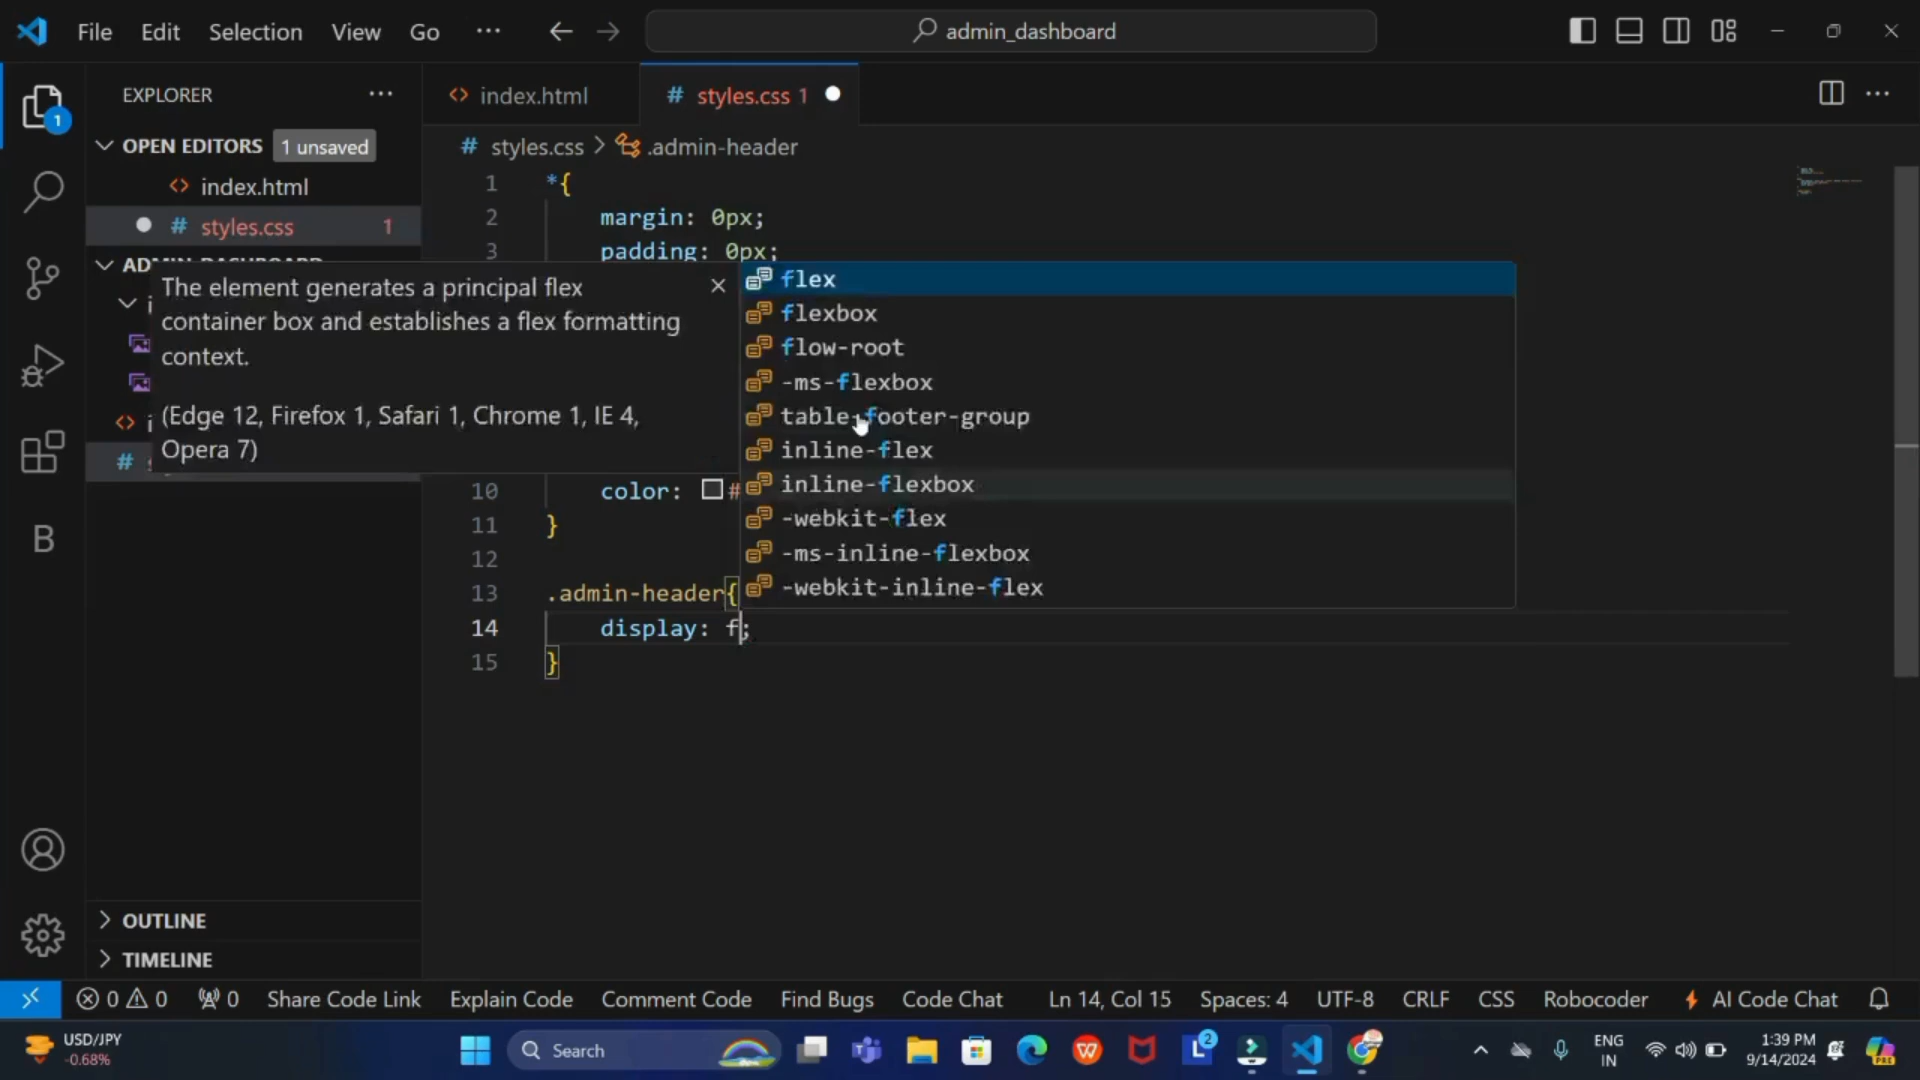 File Edit Selection View Go ··· admin_dashboard
EXPLORER ···
1
OPEN EDITORS 1 unsaved
index.html
# styles.css 1
index.html
# styles.css 1
# styles.css > .admin-header
1 *{
2 margin: 0px;
3 padding: 0px;
The element generates a principal flex
container box and establishes a flex formatting
context.
(Edge 12, Firefox 1, Safari 1, Chrome 1, IE 4,
Opera 7)
flex
flexbox
flow-root
-ms-flexbox
table-footer-group
inline-flex
inline-flexbox
-webkit-flex
-ms-inline-flexbox
-webkit-inline-flex
10 color: #
11 }
12
13 .admin-header{
14 display: f;
15 }
B
OUTLINE
TIMELINE
0 0 0 Share Code Link Explain Code Comment Code Find Bugs Code Chat Ln 14, Col 15 Spaces: 4 UTF-8 CRLF CSS Robocoder AI Code Chat
USD/JPY
-0.68%
Search
2
ENG
IN
1:39 PM
9/14/2024
PRE